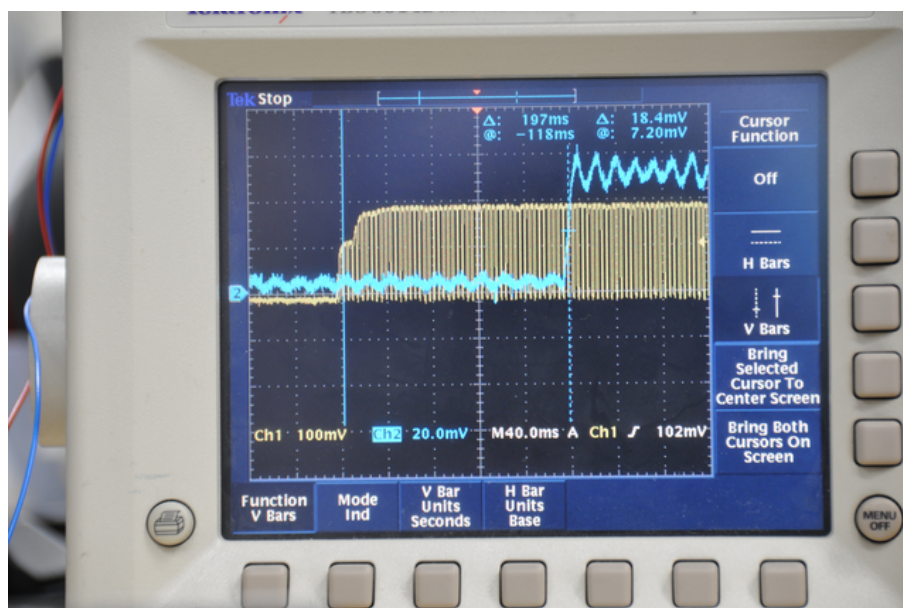 Tektronix
Tek Stop
Δ: 197ms Δ: 18.4mV
@: −118ms @: 7.20mV
2
Ch1 100mV Ch2 20.0mV M40.0ms A Ch1 102mV
Cursor
Function
Off
H Bars
V Bars
Bring
Selected
Cursor To
Center Screen
Bring Both
Cursors On
Screen
Function
V Bars
Mode
Ind
V Bar
Units
Seconds
H Bar
Units
Base
MENU
OFF